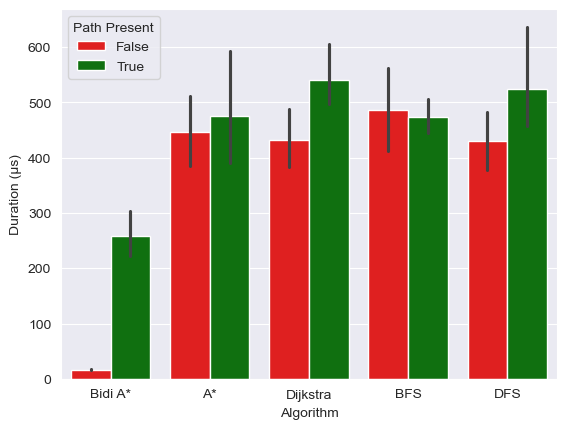 Path Present
False
True
600
500
400
300
200
100
0
Duration (μs)
Bidi A*
A*
Dijkstra
BFS
DFS
Algorithm